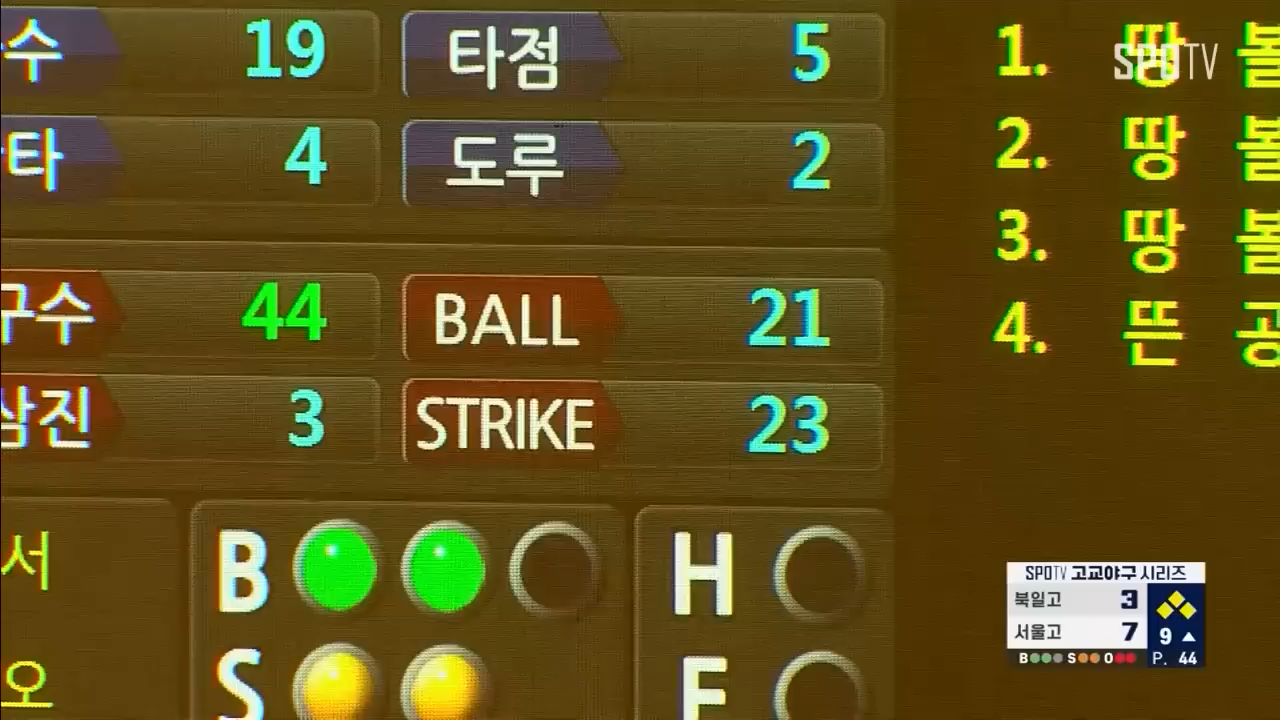 수 19 타점 5
타 4 도루 2
구수 44 BALL 21
삼진 3 STRIKE 23
1. 땅 볼
2. 땅 볼
3. 땅 볼
4. 뜬 공
SPOTV
서
오
B H
S
SPOTV 고교야구 시리즈
북일고 3
서울고 7
9 ▲
B S O P. 44